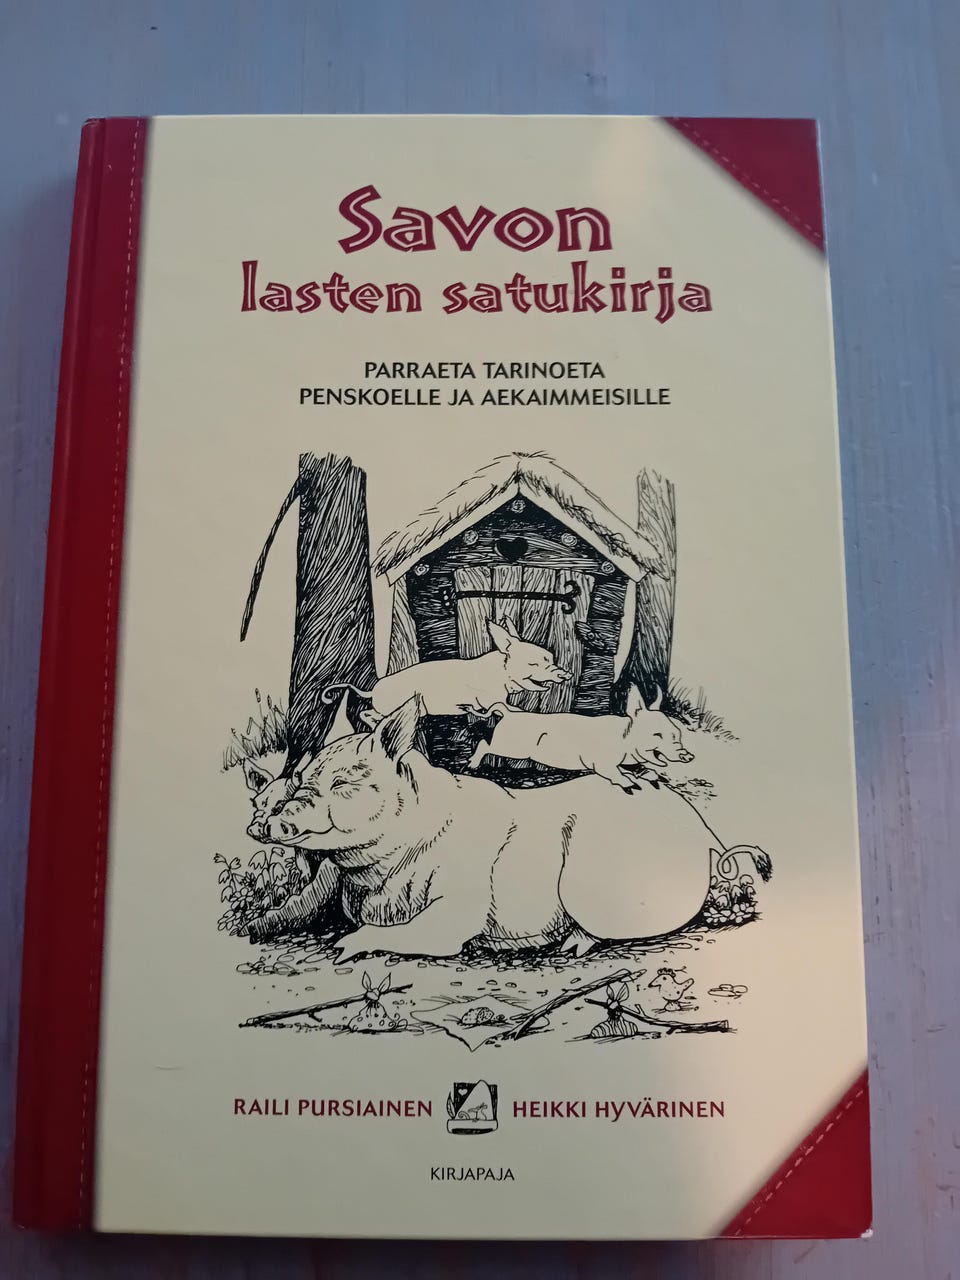 Savon
lasten satukirja
PARRAETA TARINOETA
PENSKOELLE JA AEKAIMMEISILLE
RAILI PURSIAINEN HEIKKI HYVÄRINEN
KIRJAPAJA